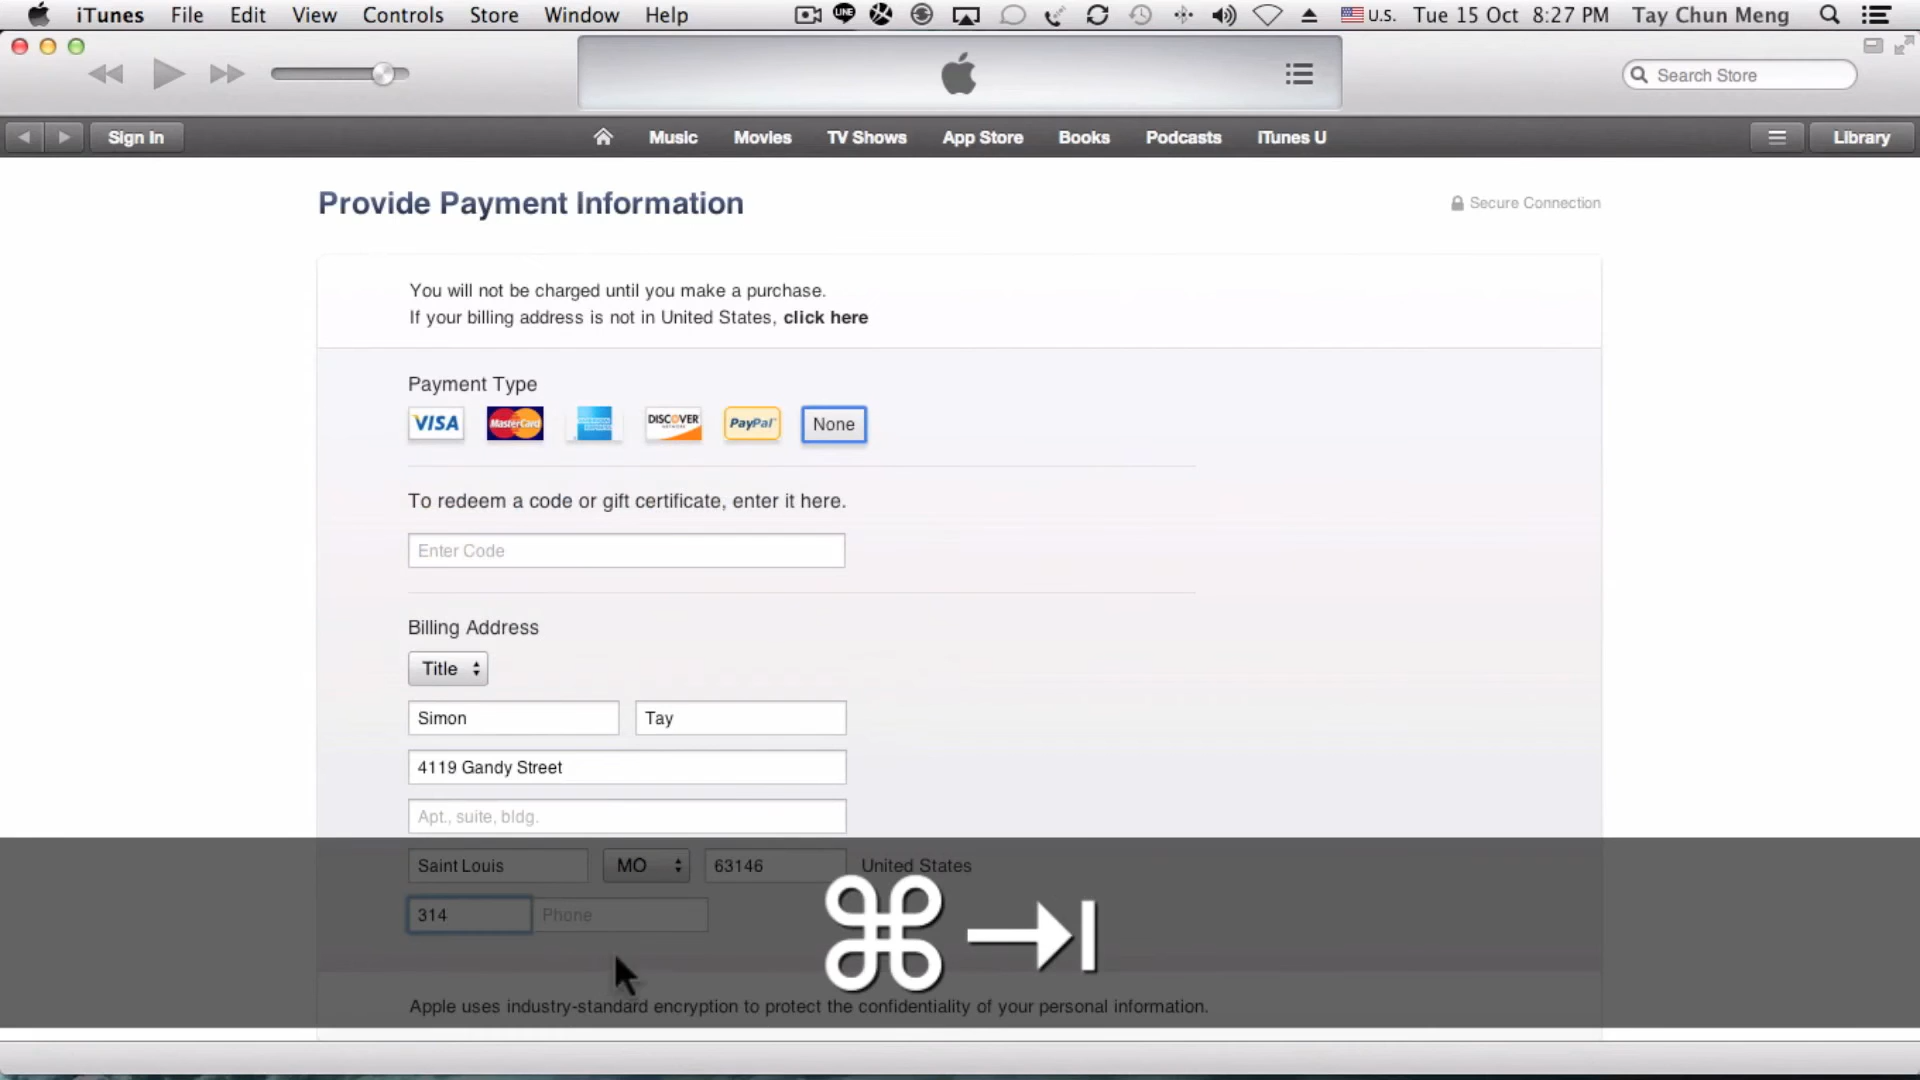 iTunes File Edit View Controls Store Window Help LINE U.S. Tue 15 Oct 8:27 PM Tay Chun Meng
Search Store
Sign In Music Movies TV Shows App Store Books Podcasts iTunes U Library
Provide Payment Information
Secure Connection
You will not be charged until you make a purchase.
If your billing address is not in United States, click here
Payment Type
VISA MasterCard DISCOVER PayPal None
To redeem a code or gift certificate, enter it here.
Enter Code
Billing Address
Title
Simon Tay
4119 Gandy Street
Apt., suite, bldg.
Saint Louis MO 63146 United States
314 Phone
Apple uses industry-standard encryption to protect the confidentiality of your personal information.